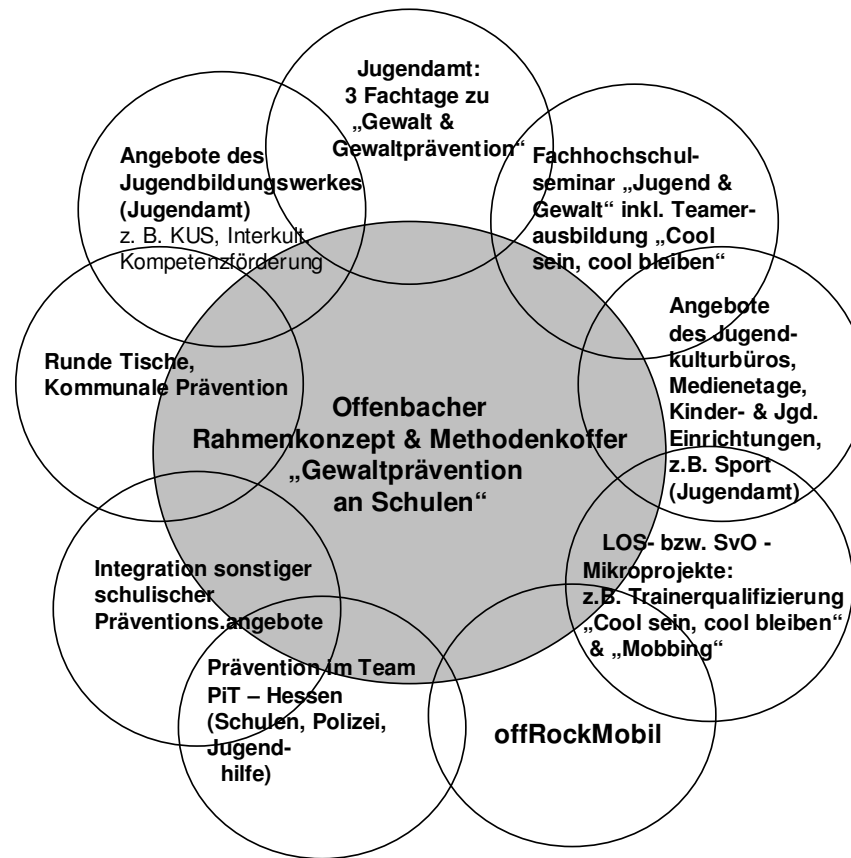 Jugendamt:
3 Fachtage zu
„Gewalt &
Gewaltprävention“
Fachhochschul-
seminar „Jugend &
Gewalt“ inkl. Teamer-
ausbildung „Cool
sein, cool bleiben“
Angebote
des Jugend-
kulturbüros,
Medienetage,
Kinder- & Jgd.
Einrichtungen,
z.B. Sport
(Jugendamt)
LOS- bzw. SvO -
Mikroprojekte:
z.B. Trainerqualifizierung
„Cool sein, cool bleiben“
& „Mobbing“
offRockMobil
Prävention im Team
PiT – Hessen
(Schulen, Polizei,
Jugend-
hilfe)
Integration sonstiger
schulischer
Präventions.angebote
Runde Tische,
Kommunale Prävention
Angebote des
Jugendbildungswerkes
(Jugendamt)
z. B. KUS, Interkult.
Kompetenzförderung
Offenbacher
Rahmenkonzept & Methodenkoffer
„Gewaltprävention
an Schulen“